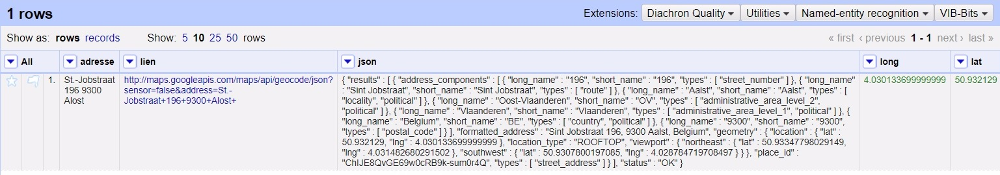 1 rows
Extensions: Diachron Quality Utilities Named-entity recognition VIB-Bits
Show as: rows records Show: 5 10 25 50 rows
« first ‹ previous 1 - 1 next › last »
All adresse lien json long lat
1.
St.-Jobstraat
196 9300
Alost
http://maps.googleapis.com/maps/api/geocode/json?
sensor=false&address=St.-
Jobstraat+196+9300+Alost+
{ "results" : [ { "address_components" : [ { "long_name" : "196", "short_name" : "196", "types" : [ "street_number" ] }, { "long_name"
: "Sint Jobstraat", "short_name" : "Sint Jobstraat", "types" : [ "route" ] }, { "long_name" : "Aalst", "short_name" : "Aalst", "types" : [
"locality", "political" ] }, { "long_name" : "Oost-Vlaanderen", "short_name" : "OV", "types" : [ "administrative_area_level_2",
"political" ] }, { "long_name" : "Vlaanderen", "short_name" : "Vlaanderen", "types" : [ "administrative_area_level_1", "political" ] }, {
"long_name" : "Belgium", "short_name" : "BE", "types" : [ "country", "political" ] }, { "long_name" : "9300", "short_name" : "9300",
"types" : [ "postal_code" ] } ], "formatted_address" : "Sint Jobstraat 196, 9300 Aalst, Belgium", "geometry" : { "location" : { "lat" :
50.932129, "lng" : 4.030133699999999 }, "location_type" : "ROOFTOP", "viewport" : { "northeast" : { "lat" : 50.93347798029149,
"lng" : 4.031482680291502 }, "southwest" : { "lat" : 50.9307800197085, "lng" : 4.028784719708497 } } }, "place_id" :
"ChIJE8QvGE69w0cRB9k-sum0r4Q", "types" : [ "street_address" ] } ], "status" : "OK" }
4.030133699999999
50.932129